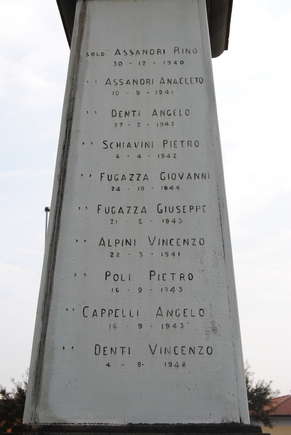 SOLD ASSANDRI RINO
30 - 12 - 1940
" ASSANDRI ANACLETO
10 - 9 - 1941
" DENTI ANGELO
27 - 2 - 1942
" SCHIAVINI PIETRO
6 - 4 - 1942
" FUGAZZA GIOVANNI
24 - 10 - 1944
" FUGAZZA GIUSEPPE
21 - 2 - 1945
" ALPINI VINCENZO
22 - 3 - 1941
" POLI PIETRO
16 - 9 - 1943
" CAPPELLI ANGELO
16 - 9 - 1943
" DENTI VINCENZO
4 - 8 - 1948